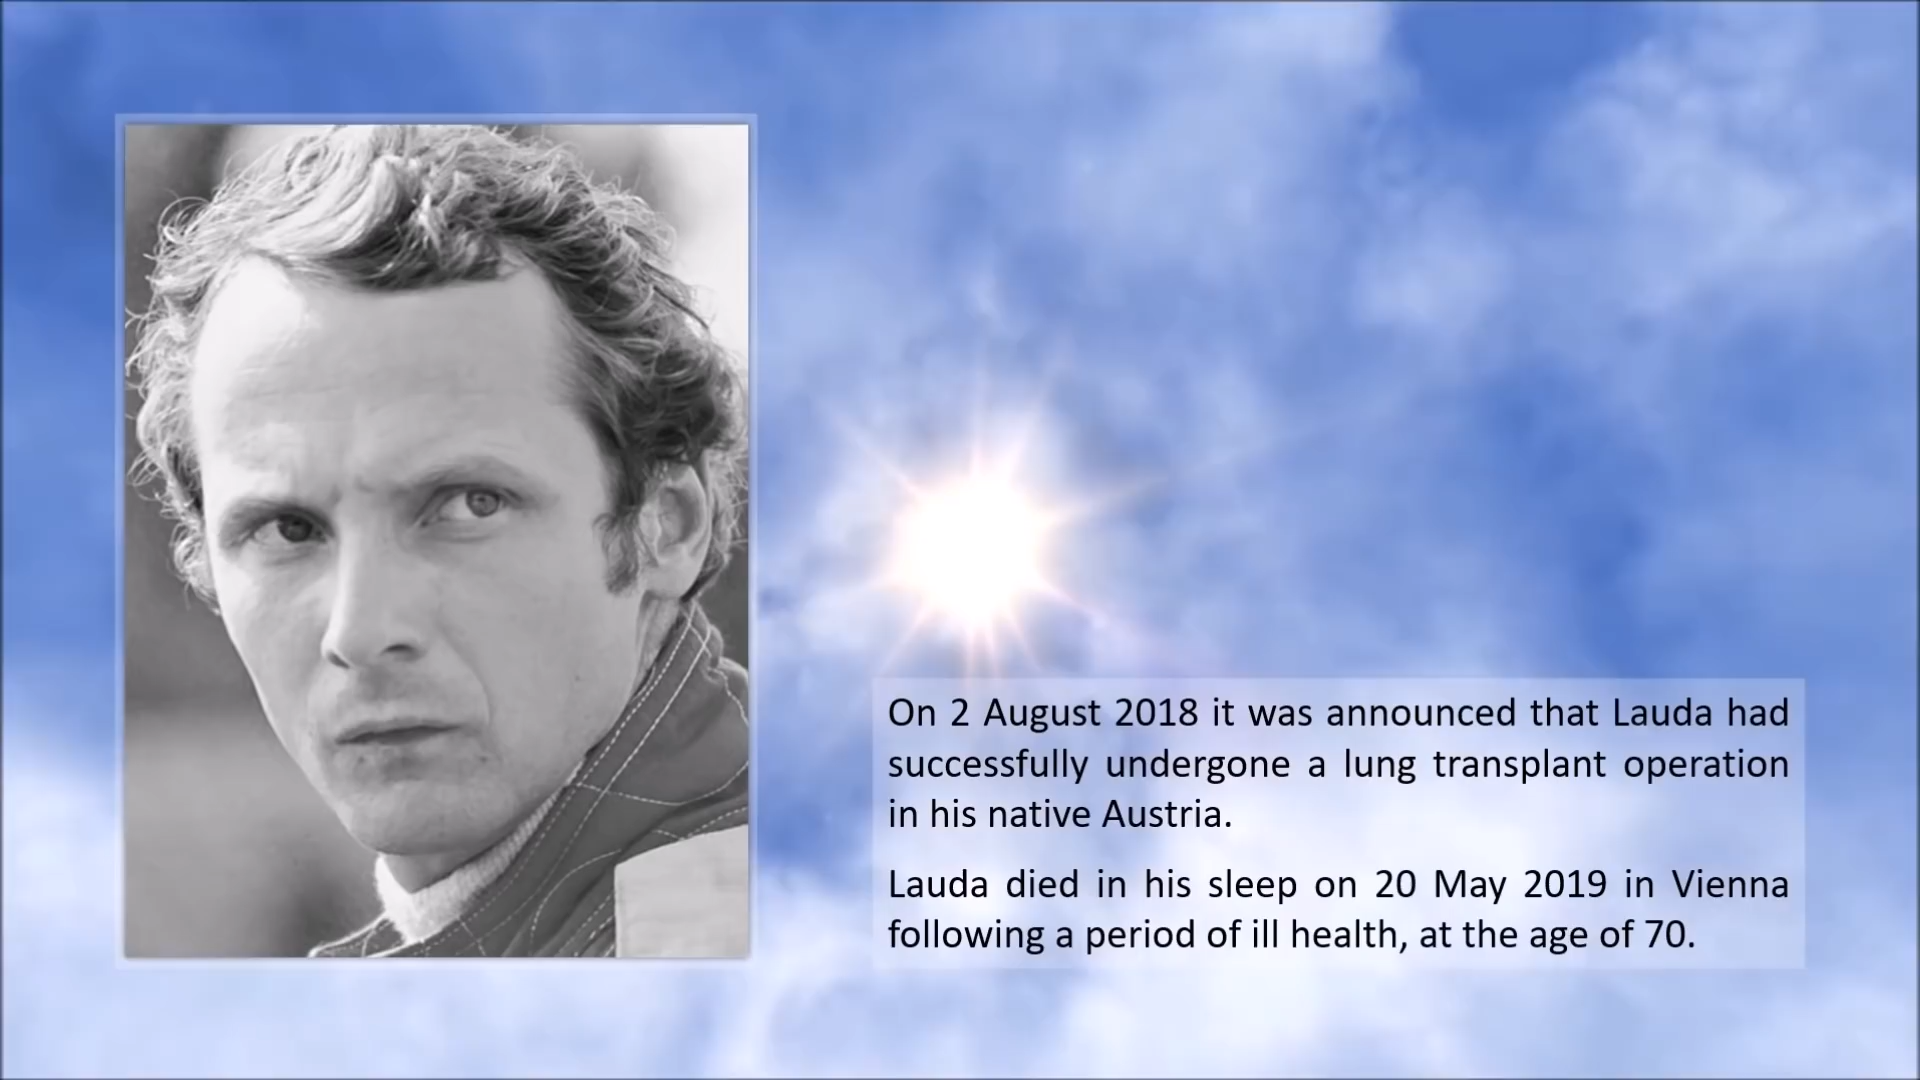 On 2 August 2018 it was announced that Lauda had
successfully undergone a lung transplant operation
in his native Austria.
Lauda died in his sleep on 20 May 2019 in Vienna
following a period of ill health, at the age of 70.